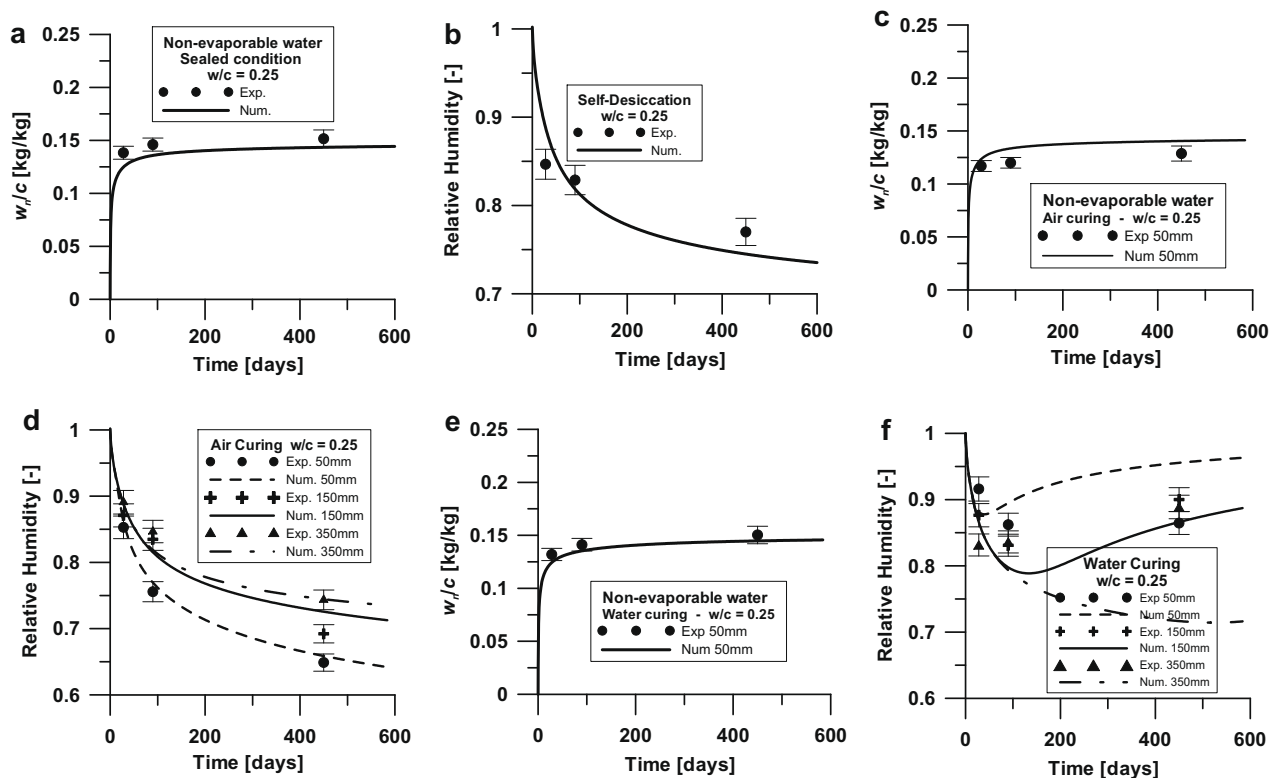 a
0.25
0.2
0.15
0.1
0.05
0
wn/c [kg/kg]
Non-evaporable water
Sealed condition
w/c = 0.25
Exp.
Num.
0 200 400 600
Time [days]
b
1
0.9
0.8
0.7
Relative Humidity [-]
Self-Desiccation
w/c = 0.25
Exp.
Num.
0 200 400 600
Time [days]
c
0.25
0.2
0.15
0.1
0.05
0
wn/c [kg/kg]
Non-evaporable water
Air curing - w/c = 0.25
Exp 50mm
Num 50mm
0 200 400 600
Time [days]
d
1
0.9
0.8
0.7
0.6
Relative Humidity [-]
Air Curing w/c = 0.25
Exp. 50mm
Num. 50mm
Exp. 150mm
Num. 150mm
Exp. 350mm
Num. 350mm
0 200 400 600
Time [days]
e
0.25
0.2
0.15
0.1
0.05
0
wn/c [kg/kg]
Non-evaporable water
Water curing - w/c = 0.25
Exp 50mm
Num 50mm
0 200 400 600
Time [days]
f
1
0.9
0.8
0.7
0.6
Relative Humidity [-]
Water Curing
w/c = 0.25
Exp 50mm
Num 50mm
Exp. 150mm
Num. 150mm
Exp. 350mm
Num. 350mm
0 200 400 600
Time [days]